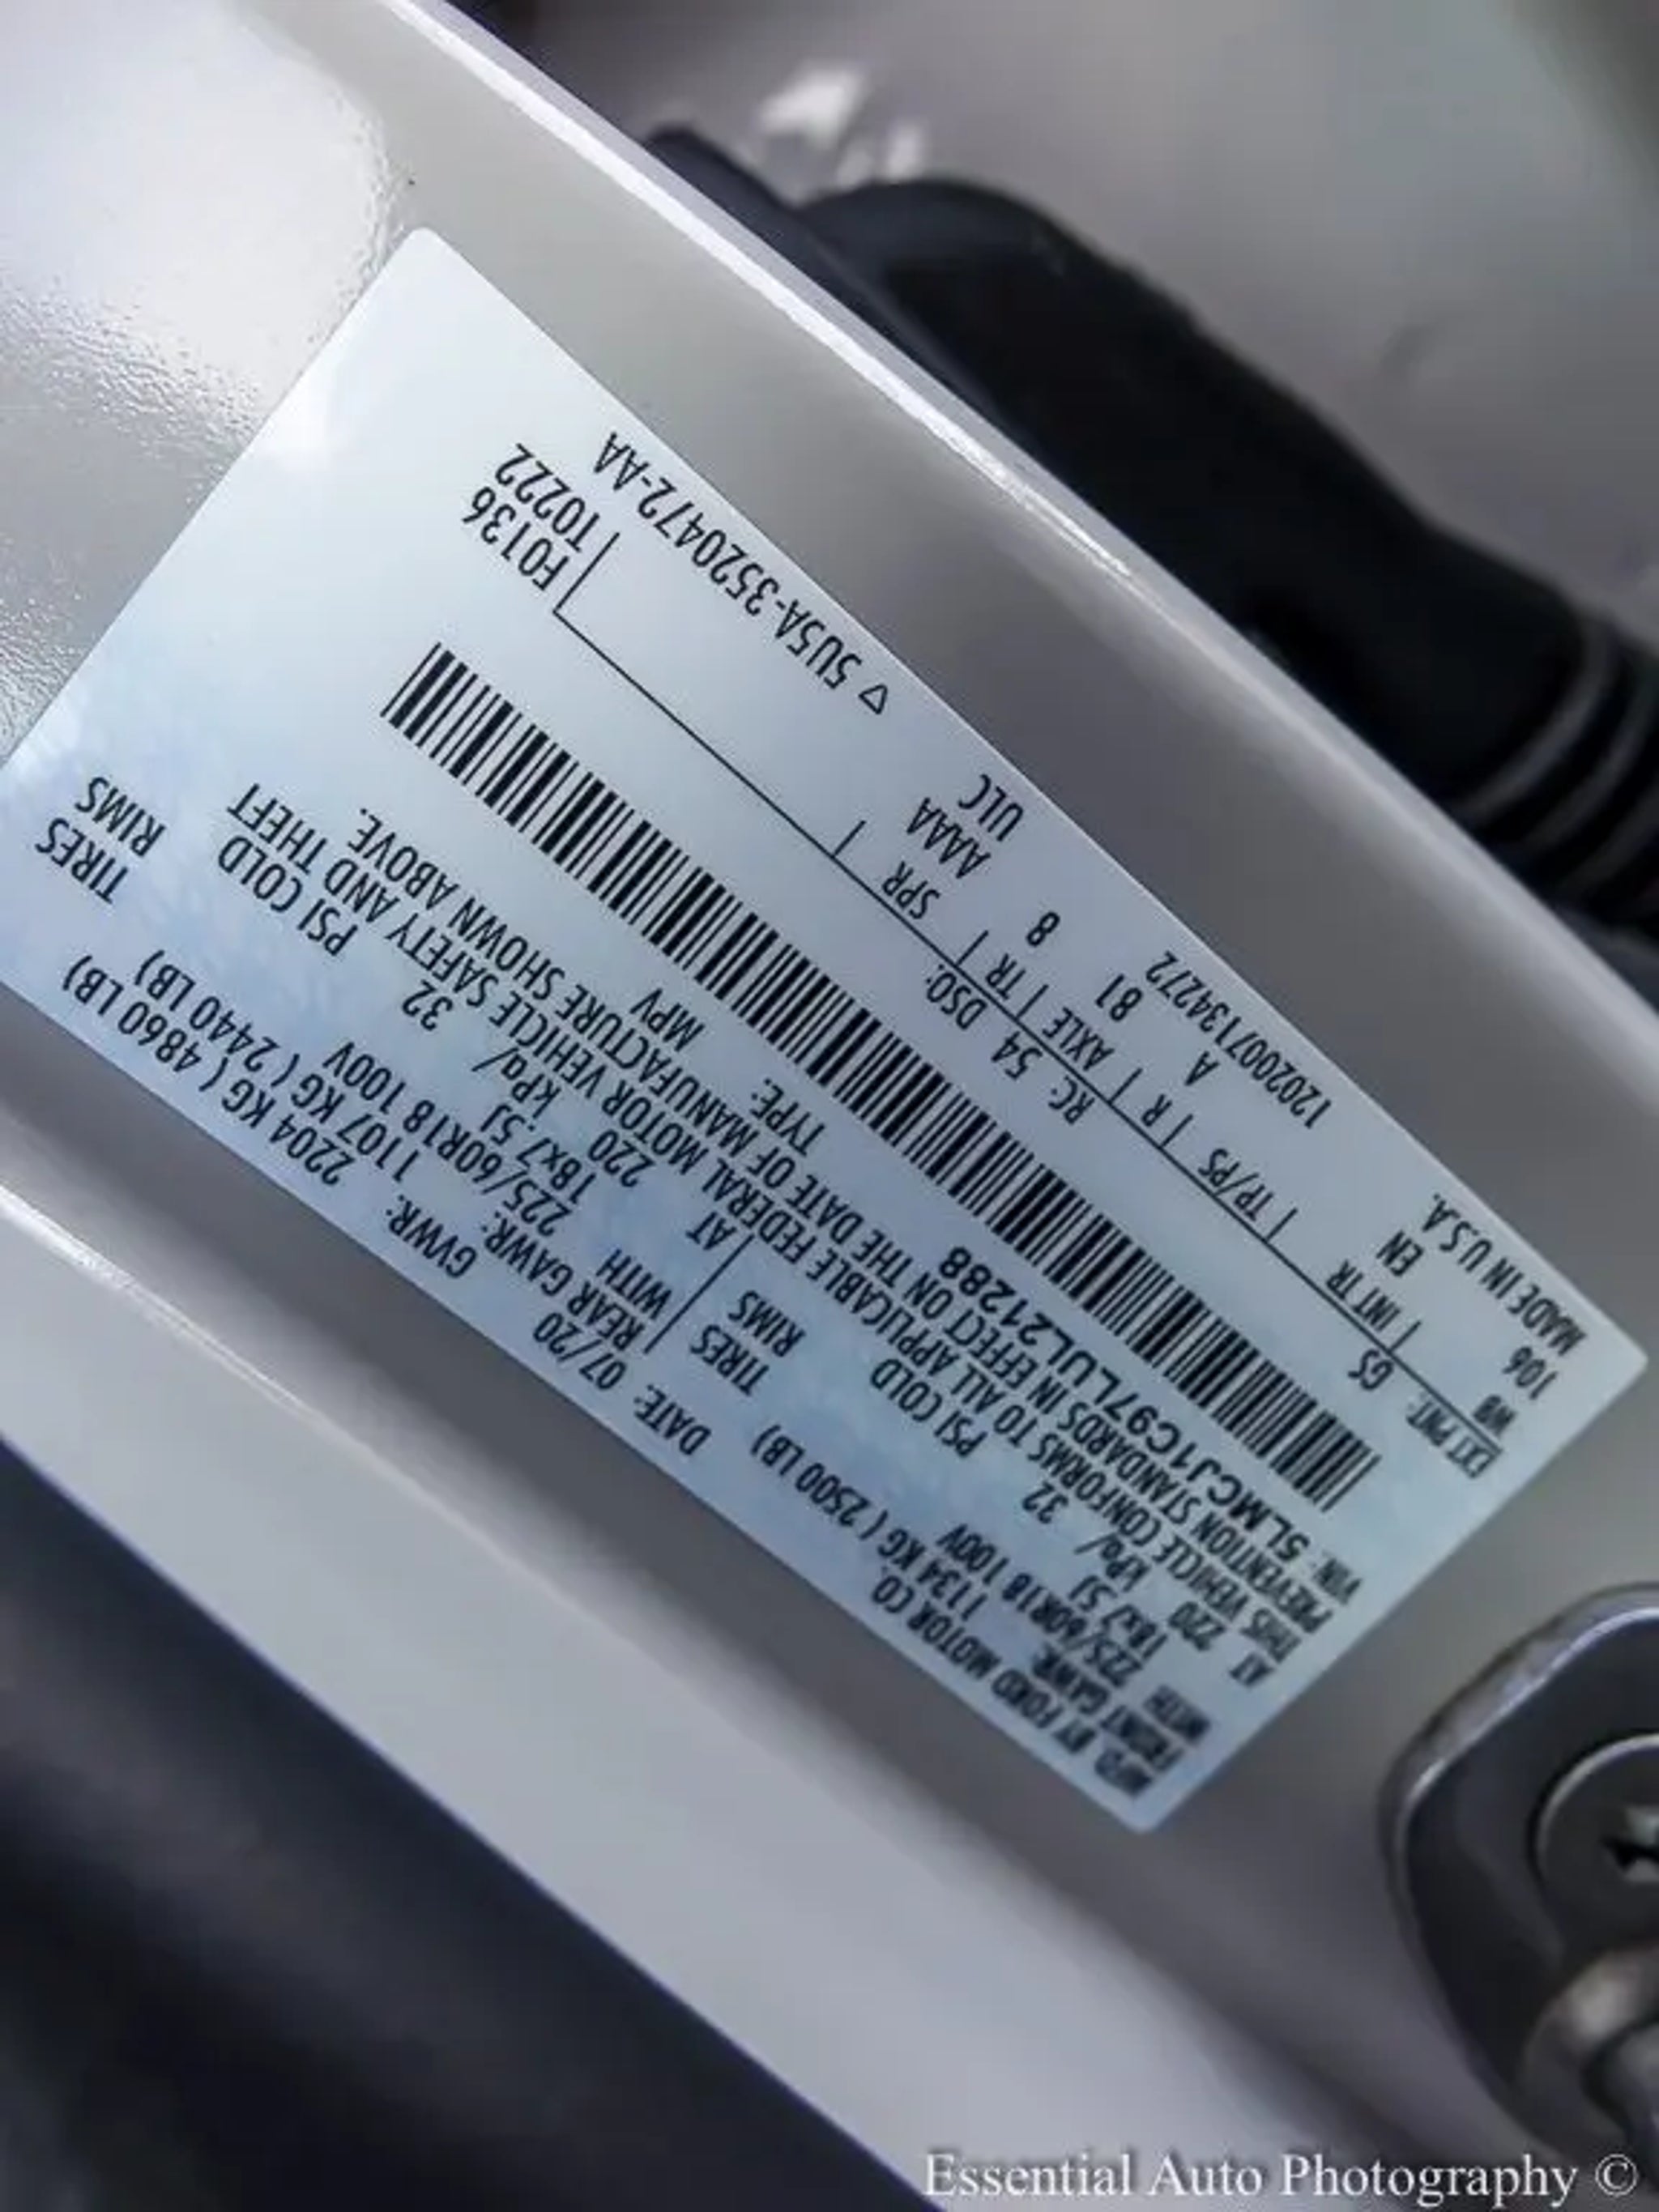 MFD. BY FORD MOTOR CO.
DATE: 07/20 GVWR: 2204 KG ( 4860 LB)
FRONT GAWR: 1134 KG ( 2500 LB) REAR GAWR: 1107 KG ( 2440 LB)
WITH 225/60R18 100V TIRES WITH 225/60R18 100V TIRES
18x7.5J RIMS 18x7.5J RIMS
AT 220 kPa/ 32 PSI COLD AT 220 kPa/ 32 PSI COLD
THIS VEHICLE CONFORMS TO ALL APPLICABLE FEDERAL MOTOR VEHICLE SAFETY AND THEFT
PREVENTION STANDARDS IN EFFECT ON THE DATE OF MANUFACTURE SHOWN ABOVE.
VIN: 5LMCJ1C97LUL21288 TYPE: MPV
EXT PNT: GS RC: 54 DSO: F0136
WB INT TR TP/PS R AXLE TR SPR T0222
106 EN A 81 8 AAAA
MADE IN U.S.A. 120200713427​2 ULC
▽ 5U5A-3520472-AA
Essential Auto Photography ©